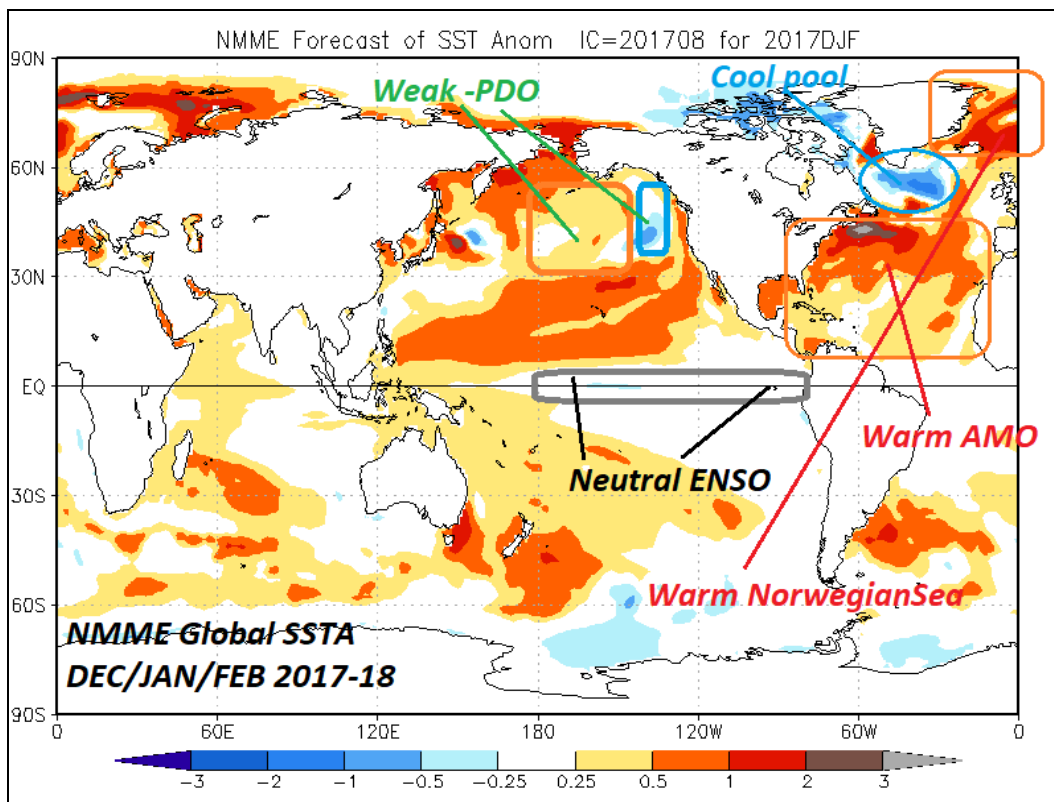 NMME Forecast of SST Anom IC=201708 for 2017DJF
90N
Weak -PDO
Cool pool
60N
30N
EQ
Warm AMO
Neutral ENSO
30S
Warm NorwegianSea
60S
NMME Global SSTA
DEC/JAN/FEB 2017-18
90S
0 60E 120E 180 120W 60W 0
-3 -2 -1 -0.5 -0.25 0.25 0.5 1 2 3